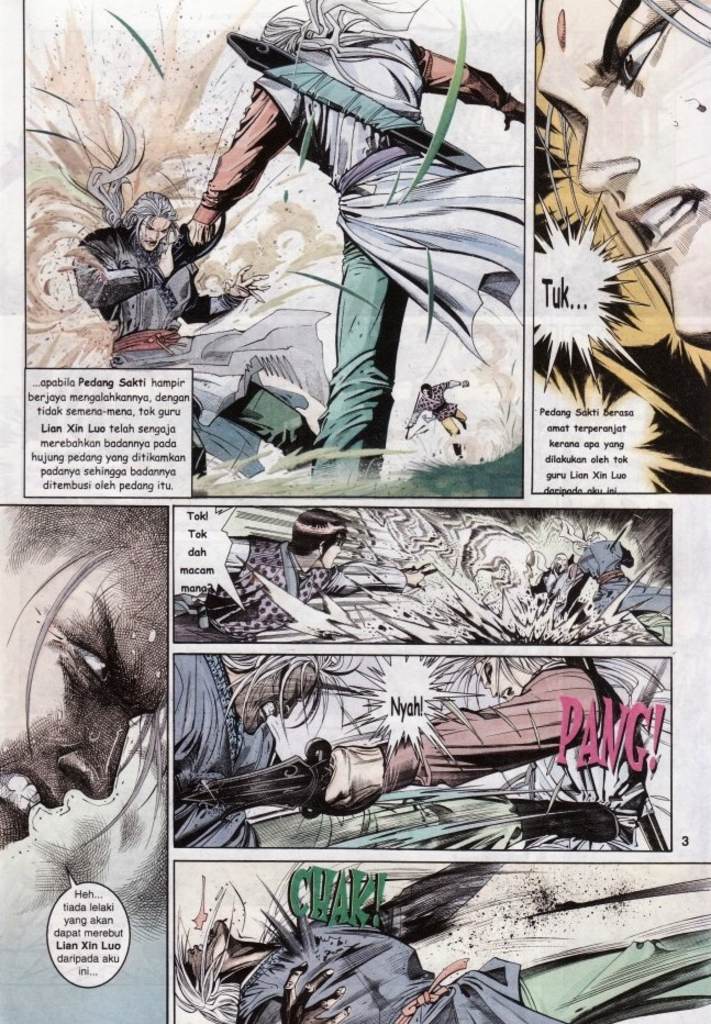 ...apabila Pedang Sakti hampir
berjaya mengalahkannya, dengan
tidak semena-mena, tok guru
Lian Xin Luo telah sengaja
merebahkan badannya pada
hujung pedang yang ditikamkan
padanya sehingga badannya
ditembusi oleh pedang itu.
Tuk...
Pedang Sakti berasa
amat terperanjat
kerana apa yang
dilakukan oleh tok
guru Lian Xin Luo
daripada aku ini...
Tok!
Tok
dah
macam
mana?
Nyah!
PANG!
3
Heh...
tiada lelaki
yang akan
dapat merebut
Lian Xin Luo
daripada aku
ini...
CHAK!